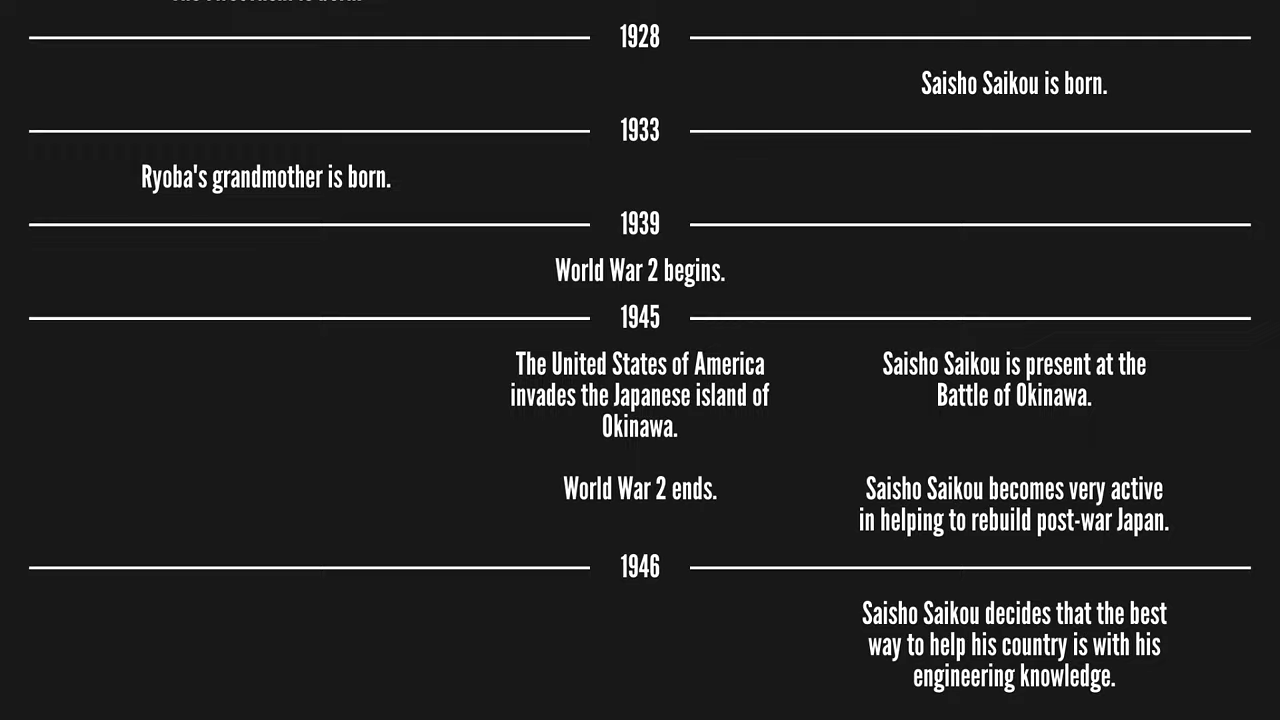 1928
Saisho Saikou is born.
1933
Ryoba's grandmother is born.
1939
World War 2 begins.
1945
The United States of America
invades the Japanese island of
Okinawa.
Saisho Saikou is present at the
Battle of Okinawa.
World War 2 ends.
Saisho Saikou becomes very active
in helping to rebuild post-war Japan.
1946
Saisho Saikou decides that the best
way to help his country is with his
engineering knowledge.